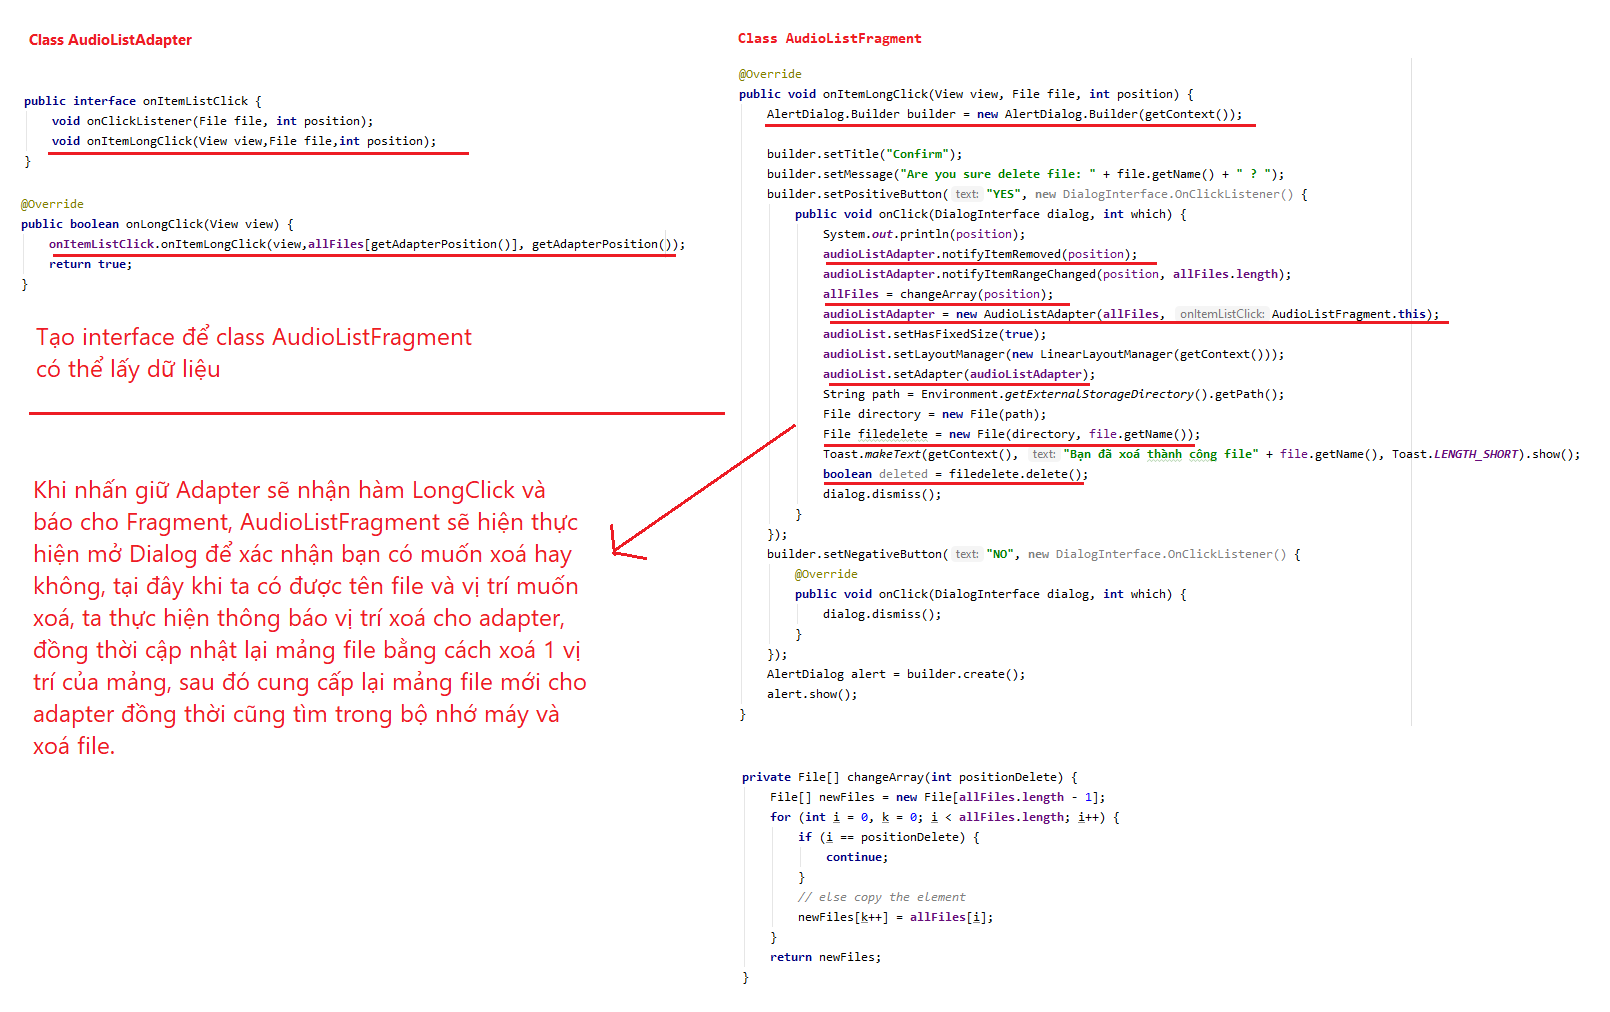 Class AudioListAdapter
public interface onItemListClick {
void onClickListener(File file, int position);
void onItemLongClick(View view,File file,int position);
}
@Override
public boolean onLongClick(View view) {
onItemListClick.onItemLongClick(view,allFiles[getAdapterPosition()], getAdapterPosition());
return true;
}
Tạo interface để class AudioListFragment
có thể lấy dữ liệu
Khi nhấn giữ Adapter sẽ nhận hàm LongClick và
báo cho Fragment, AudioListFragment sẽ hiện thực
hiện mở Dialog để xác nhận bạn có muốn xoá hay
không, tại đây khi ta có được tên file và vị trí muốn
xoá, ta thực hiện thông báo vị trí xoá cho adapter,
đồng thời cập nhật lại mảng file bằng cách xoá 1 vị
trí của mảng, sau đó cung cấp lại mảng file mới cho
adapter đồng thời cũng tìm trong bộ nhớ máy và
xoá file.
Class AudioListFragment
@Override
public void onItemLongClick(View view, File file, int position) {
AlertDialog.Builder builder = new AlertDialog.Builder(getContext());
builder.setTitle("Confirm");
builder.setMessage("Are you sure delete file: " + file.getName() + " ? ");
builder.setPositiveButton( text: "YES", new DialogInterface.OnClickListener() {
public void onClick(DialogInterface dialog, int which) {
System.out.println(position);
audioListAdapter.notifyItemRemoved(position);
audioListAdapter.notifyItemRangeChanged(position, allFiles.length);
allFiles = changeArray(position);
audioListAdapter = new AudioListAdapter(allFiles, onItemListClick: AudioListFragment.this);
audioList.setHasFixedSize(true);
audioList.setLayoutManager(new LinearLayoutManager(getContext()));
audioList.setAdapter(audioListAdapter);
String path = Environment.getExternalStorageDirectory().getPath();
File directory = new File(path);
File filedelete = new File(directory, file.getName());
Toast.makeText(getContext(), text: "Bạn đã xoá thành công file" + file.getName(), Toast.LENGTH_SHORT).show();
boolean deleted = filedelete.delete();
dialog.dismiss();
}
});
builder.setNegativeButton( text: "NO", new DialogInterface.OnClickListener() {
@Override
public void onClick(DialogInterface dialog, int which) {
dialog.dismiss();
}
});
AlertDialog alert = builder.create();
alert.show();
}
private File[] changeArray(int positionDelete) {
File[] newFiles = new File[allFiles.length - 1];
for (int i = 0, k = 0; i < allFiles.length; i++) {
if (i == positionDelete) {
continue;
}
// else copy the element
newFiles[k++] = allFiles[i];
}
return newFiles;
}